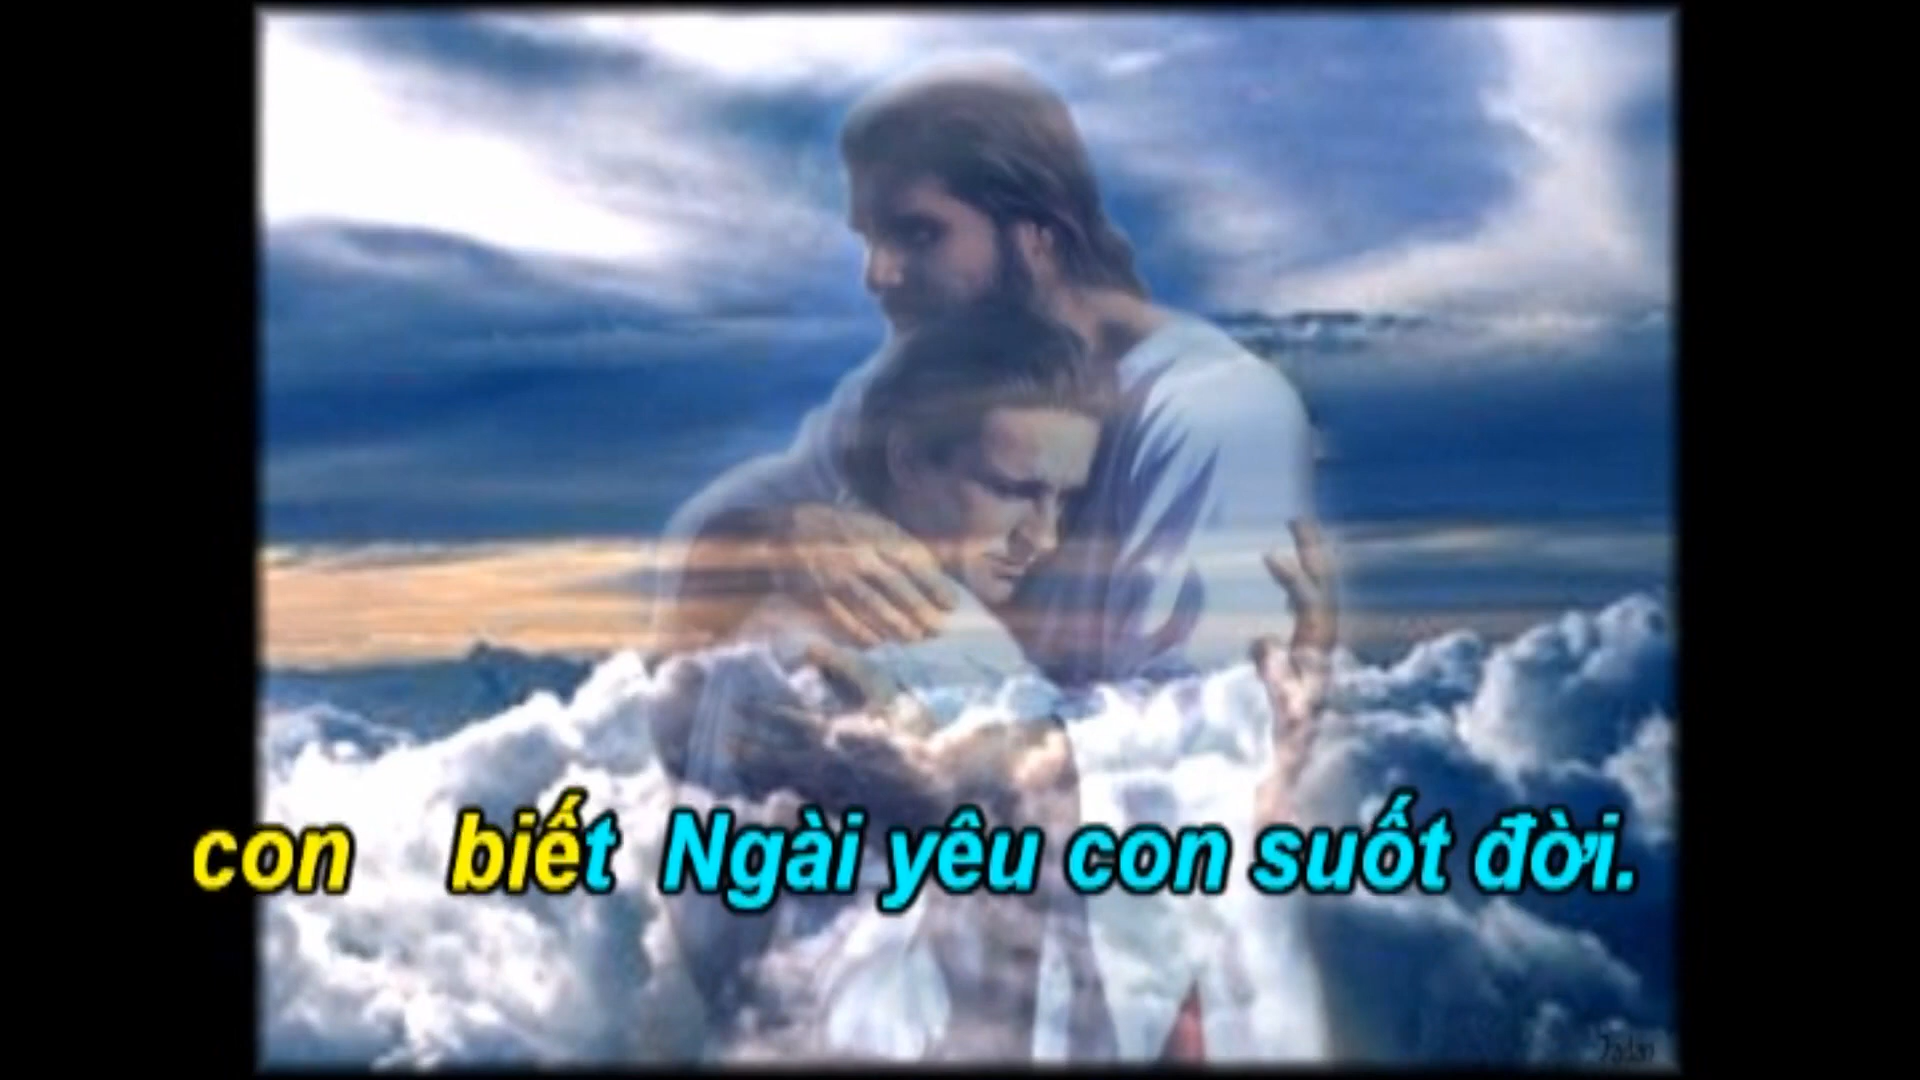 con biết Ngài yêu con suốt đời.